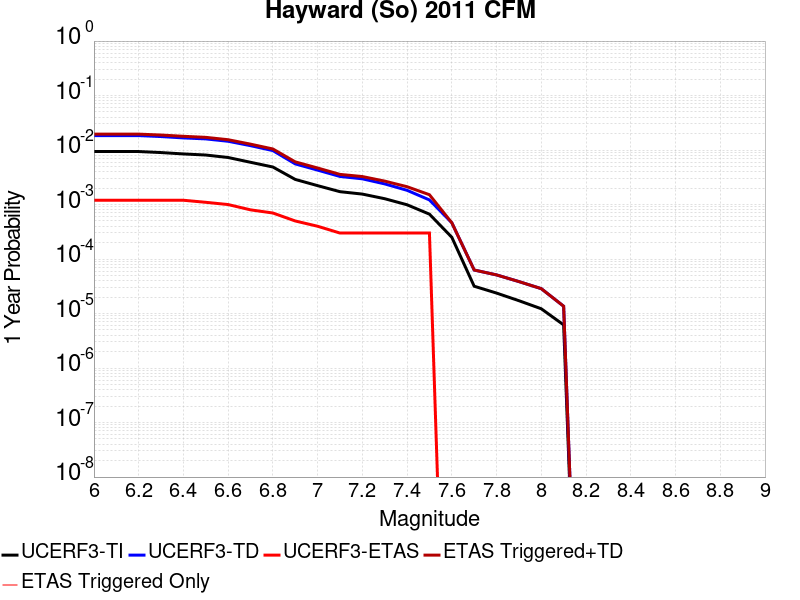 Hayward (So) 2011 CFM
10^0
10^-1
10^-2
10^-3
10^-4
10^-5
10^-6
10^-7
10^-8
1 Year Probability
6 6.2 6.4 6.6 6.8 7 7.2 7.4 7.6 7.8 8 8.2 8.4 8.6 8.8 9
Magnitude
UCERF3-TI UCERF3-TD UCERF3-ETAS ETAS Triggered+TD
ETAS Triggered Only